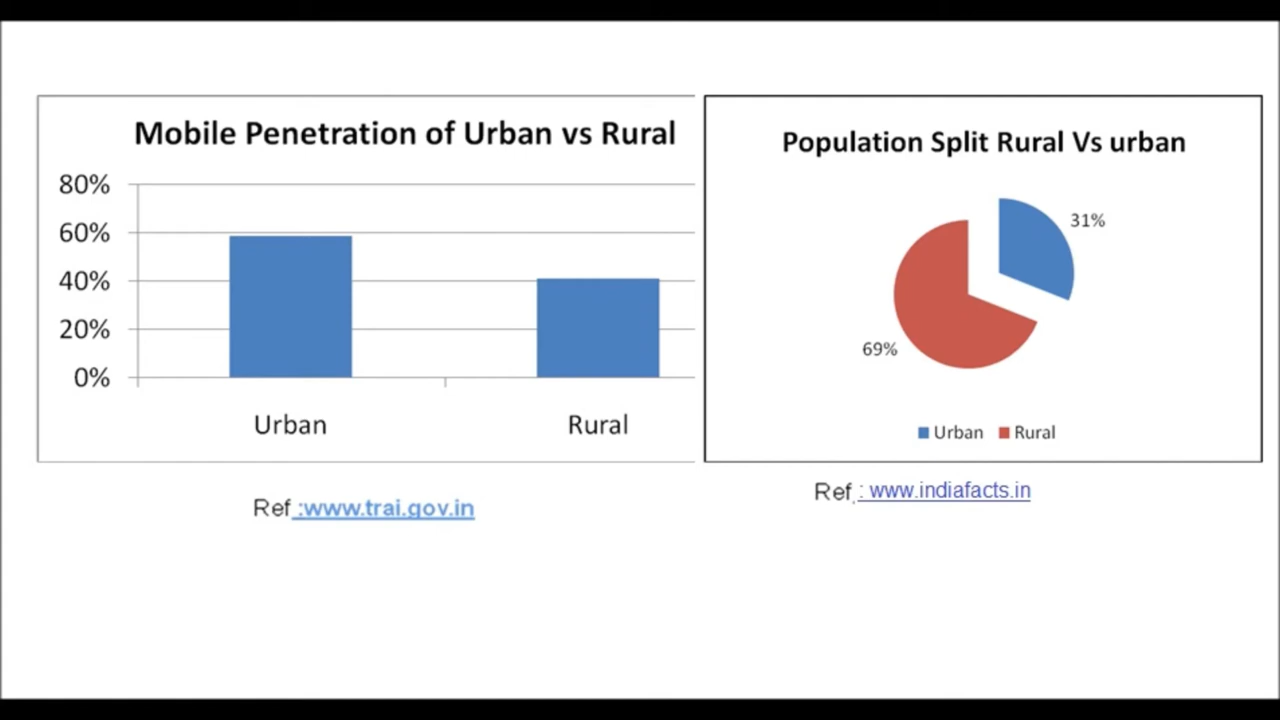 Mobile Penetration of Urban vs Rural
80%
60%
40%
20%
0%
Urban
Rural
Ref :www.trai.gov.in
Population Split Rural Vs urban
31%
69%
Urban Rural
Ref : www.indiafacts.in